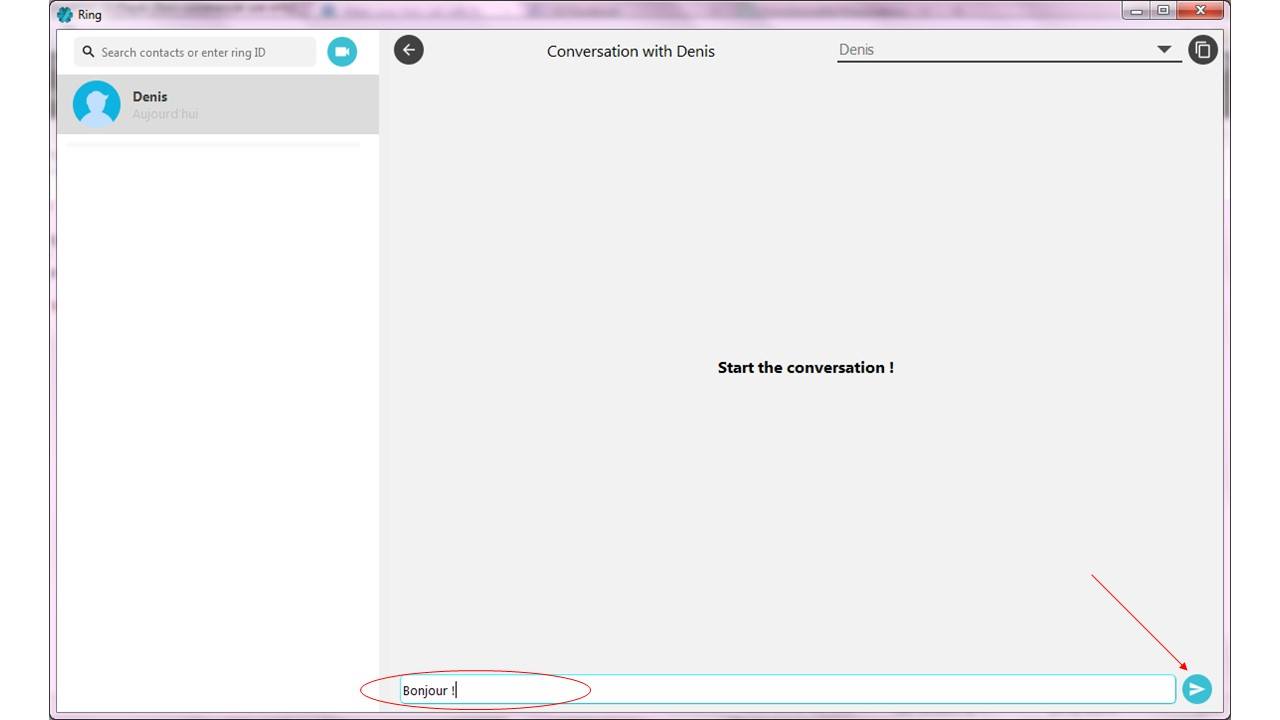 Ring
Search contacts or enter ring ID
Conversation with Denis
Denis
Denis
Aujourd'hui
Start the conversation !
Bonjour !